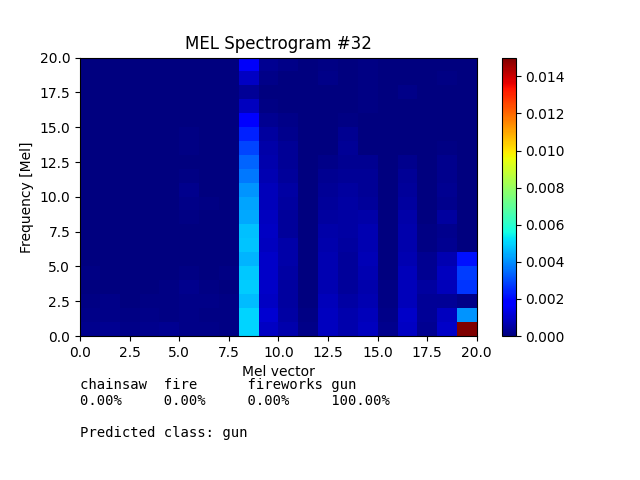 MEL Spectrogram #32
20.0
17.5
15.0
12.5
10.0
7.5
5.0
2.5
0.0
Frequency [Mel]
0.0 2.5 5.0 7.5 10.0 12.5 15.0 17.5 20.0
Mel vector
0.014
0.012
0.010
0.008
0.006
0.004
0.002
0.000
chainsaw fire fireworks gun
0.00% 0.00% 0.00% 100.00%
Predicted class: gun